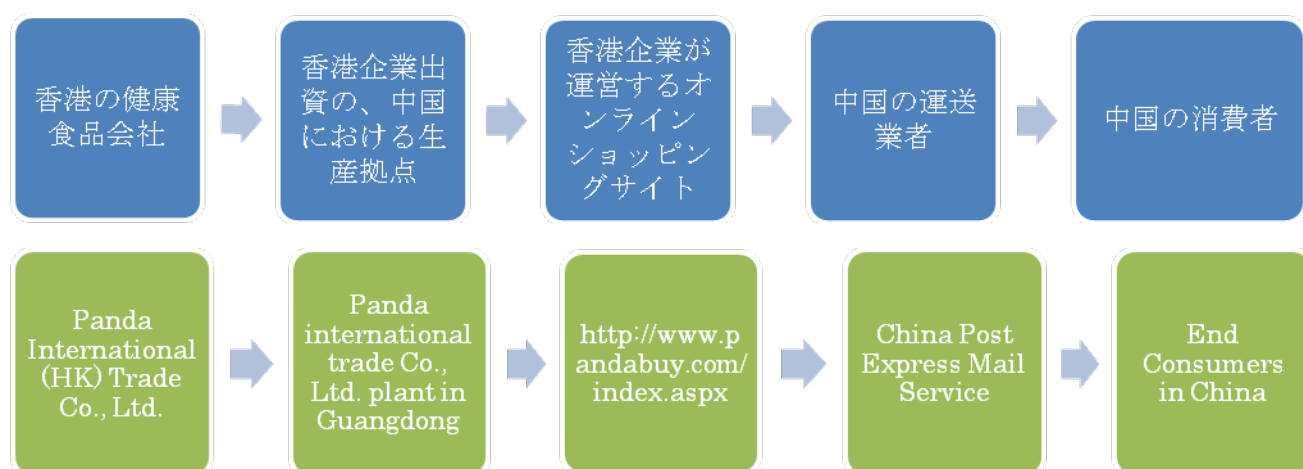 香港の健康
食品会社
香港企業出
資の、中国
における生
産拠点
香港企業が
運営するオ
ンライン
ショッピン
グサイト
中国の運送
業者
中国の消費者
Panda
International
(HK) Trade
Co., Ltd.
Panda
international
trade Co.,
Ltd. plant in
Guangdong
http://www.p
andabuy.com/
index.aspx
China Post
Express Mail
Service
End
Consumers
in China